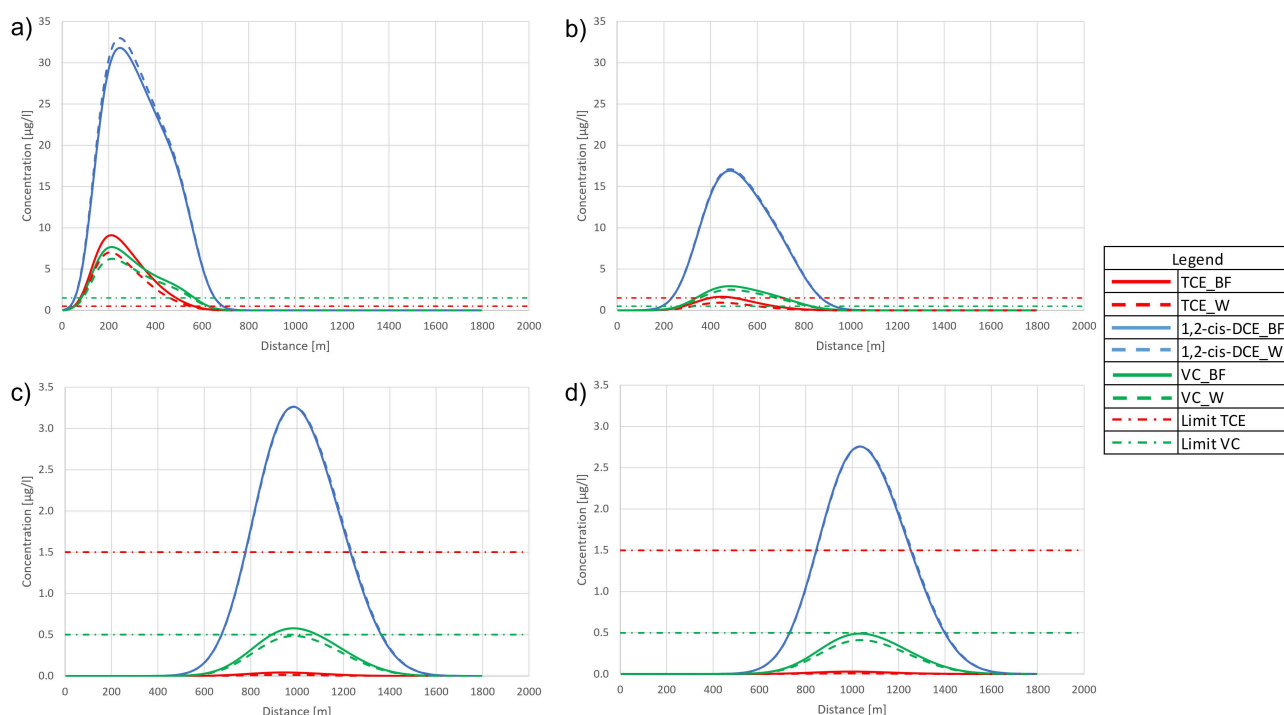 a)
Concentration [µg/l]
35
30
25
20
15
10
5
0
0 200 400 600 800 1000 1200 1400 1600 1800 2000
Distance [m]
b)
Concentration [µg/l]
35
30
25
20
15
10
5
0
0 200 400 600 800 1000 1200 1400 1600 1800 2000
Distance [m]
c)
Concentration [µg/l]
3.5
3.0
2.5
2.0
1.5
1.0
0.5
0.0
0 200 400 600 800 1000 1200 1400 1600 1800 2000
Distance [m]
d)
Concentration [µg/l]
3.5
3.0
2.5
2.0
1.5
1.0
0.5
0.0
0 200 400 600 800 1000 1200 1400 1600 1800 2000
Distance [m]
Legend
TCE_BF
TCE_W
1,2-cis-DCE_BF
1,2-cis-DCE_W
VC_BF
VC_W
Limit TCE
Limit VC